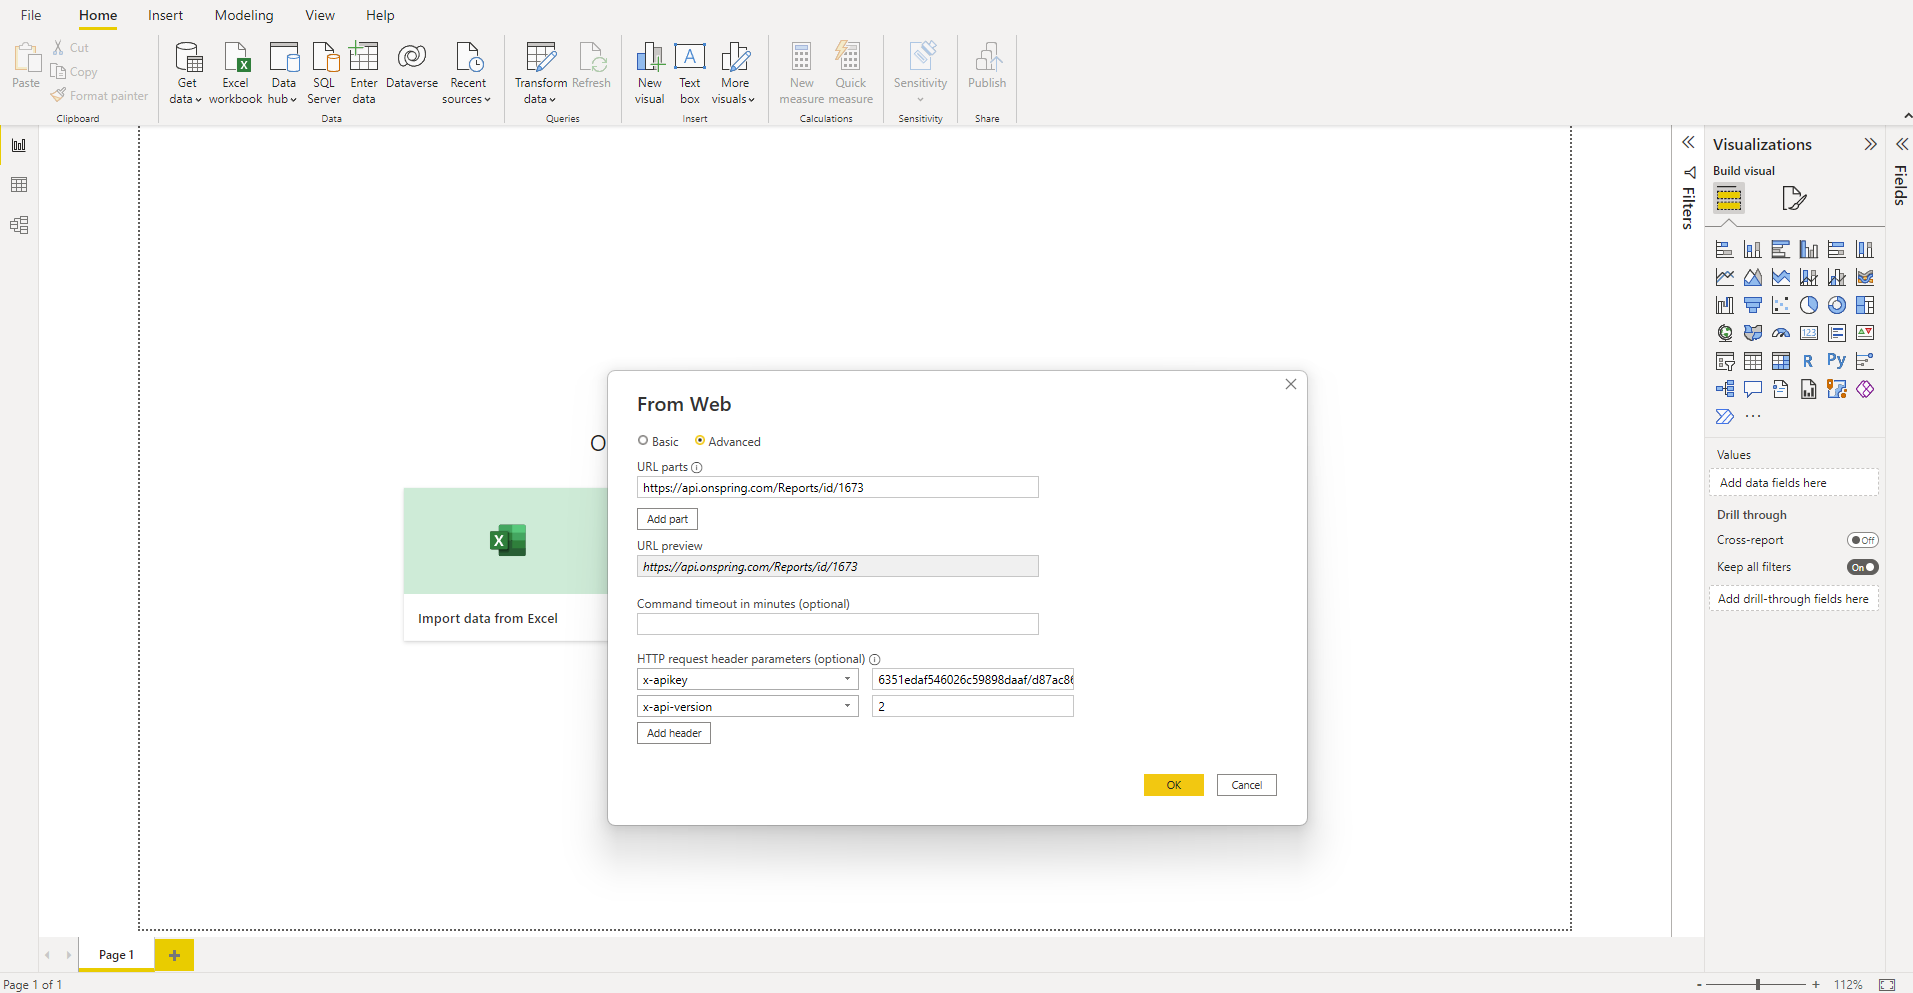 File Home Insert Modeling View Help
Paste
Cut
Copy
Format painter
Clipboard
Get data
Excel workbook
Data hub
SQL Server
Enter data
Dataverse
Recent sources
Data
Transform data
Refresh
Queries
New visual
A
Text box
More visuals
Insert
New measure
Quick measure
Calculations
Sensitivity
Sensitivity
Publish
Share
O
X
Import data from Excel
From Web
Basic Advanced
URL parts
https://api.onspring.com/Reports/id/1673
Add part
URL preview
https://api.onspring.com/Reports/id/1673
Command timeout in minutes (optional)
HTTP request header parameters (optional)
x-apikey 6351edaf546026c59898daaf/d87ac86
x-api-version 2
Add header
OK Cancel
Filters
Visualizations
Build visual
123
R Py
...
Values
Add data fields here
Drill through
Cross-report Off
Keep all filters On
Add drill-through fields here
Fields
Page 1 +
Page 1 of 1
- + 112%